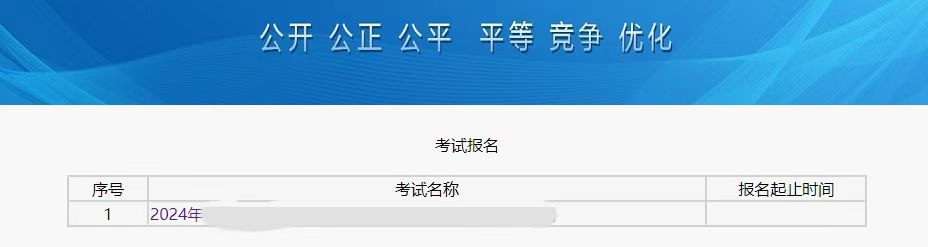 公开 公正 公平 平等 竞争 优化
考试报名
序号 考试名称 报名起止时间
1 2024年